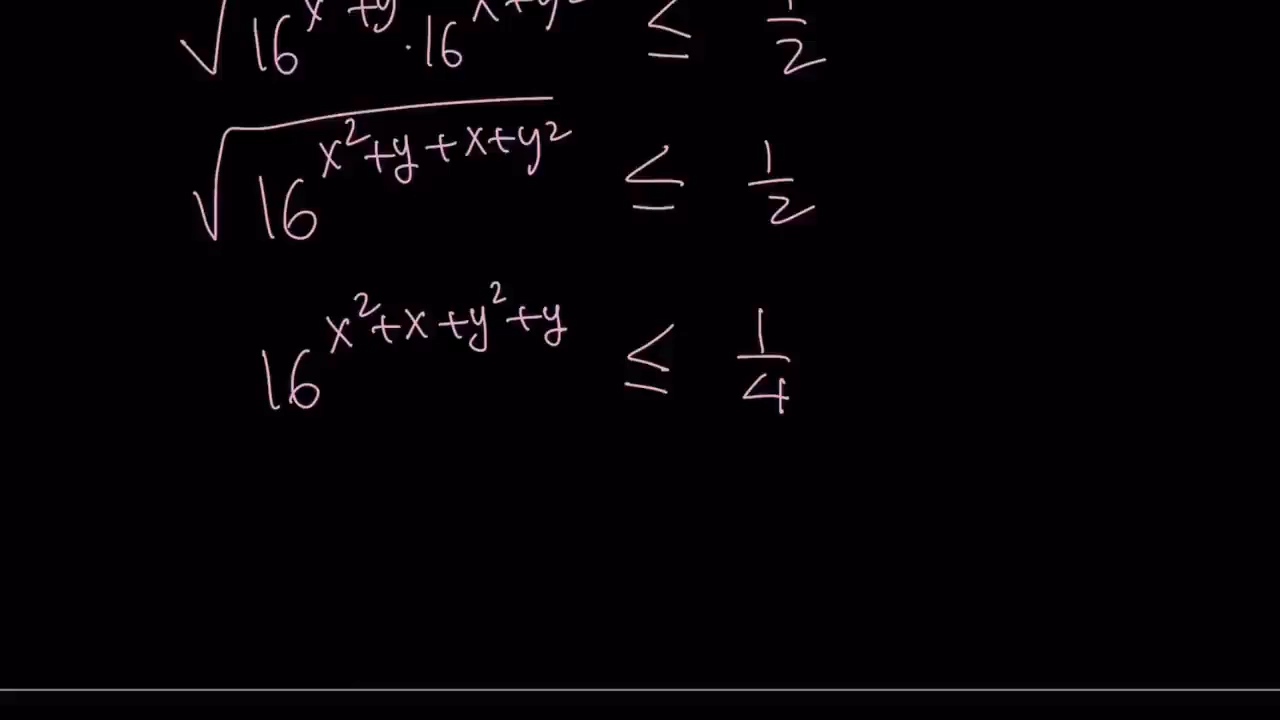 √16^(x²+y) · 16^(x+y²) ≤ 1/2
√16^(x²+y+x+y²) ≤ 1/2
16^(x²+x+y²+y) ≤ 1/4